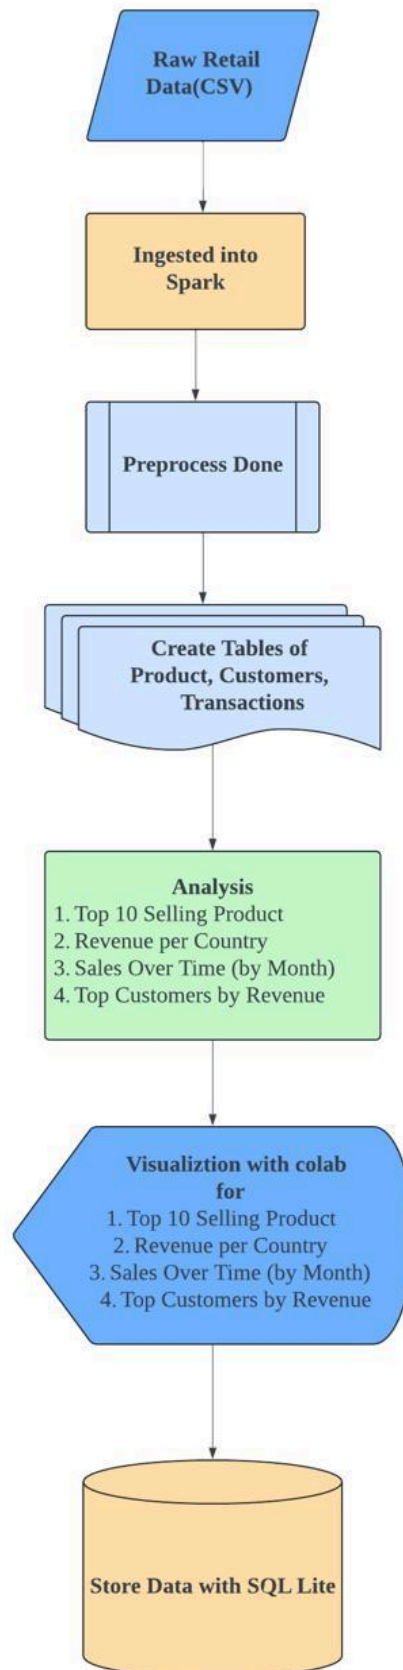 Raw Retail
Data(CSV)
Ingested into
Spark
Preprocess Done
Create Tables of
Product, Customers,
Transactions
Analysis
1. Top 10 Selling Product
2. Revenue per Country
3. Sales Over Time (by Month)
4. Top Customers by Revenue
Visualiztion with colab
for
1. Top 10 Selling Product
2. Revenue per Country
3. Sales Over Time (by Month)
4. Top Customers by Revenue
Store Data with SQL Lite